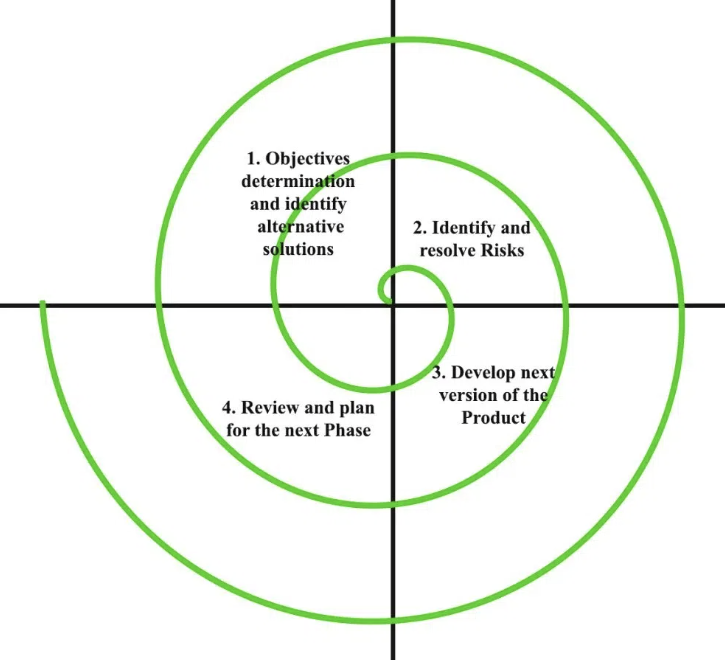 1. Objectives
determination
and identify
alternative
solutions
2. Identify and
resolve Risks
3. Develop next
version of the
Product
4. Review and plan
for the next Phase